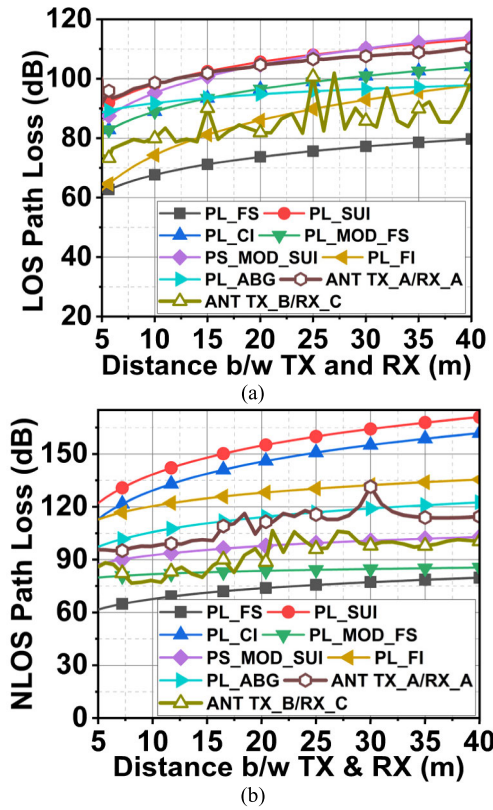 120
100
80
60
40
20
LOS Path Loss (dB)
PL_FS PL_SUI
PL_CI PL_MOD_FS
PS_MOD_SUI PL_FI
PL_ABG ANT TX_A/RX_A
ANT TX_B/RX_C
5 10 15 20 25 30 35 40
Distance b/w TX and RX (m)
(a)
150
120
90
60
30
0
NLOS Path Loss (dB)
PL_FS PL_SUI
PL_CI PL_MOD_FS
PS_MOD_SUI PL_FI
PL_ABG ANT TX_A/RX_A
ANT TX_B/RX_C
5 10 15 20 25 30 35 40
Distance b/w TX & RX (m)
(b)